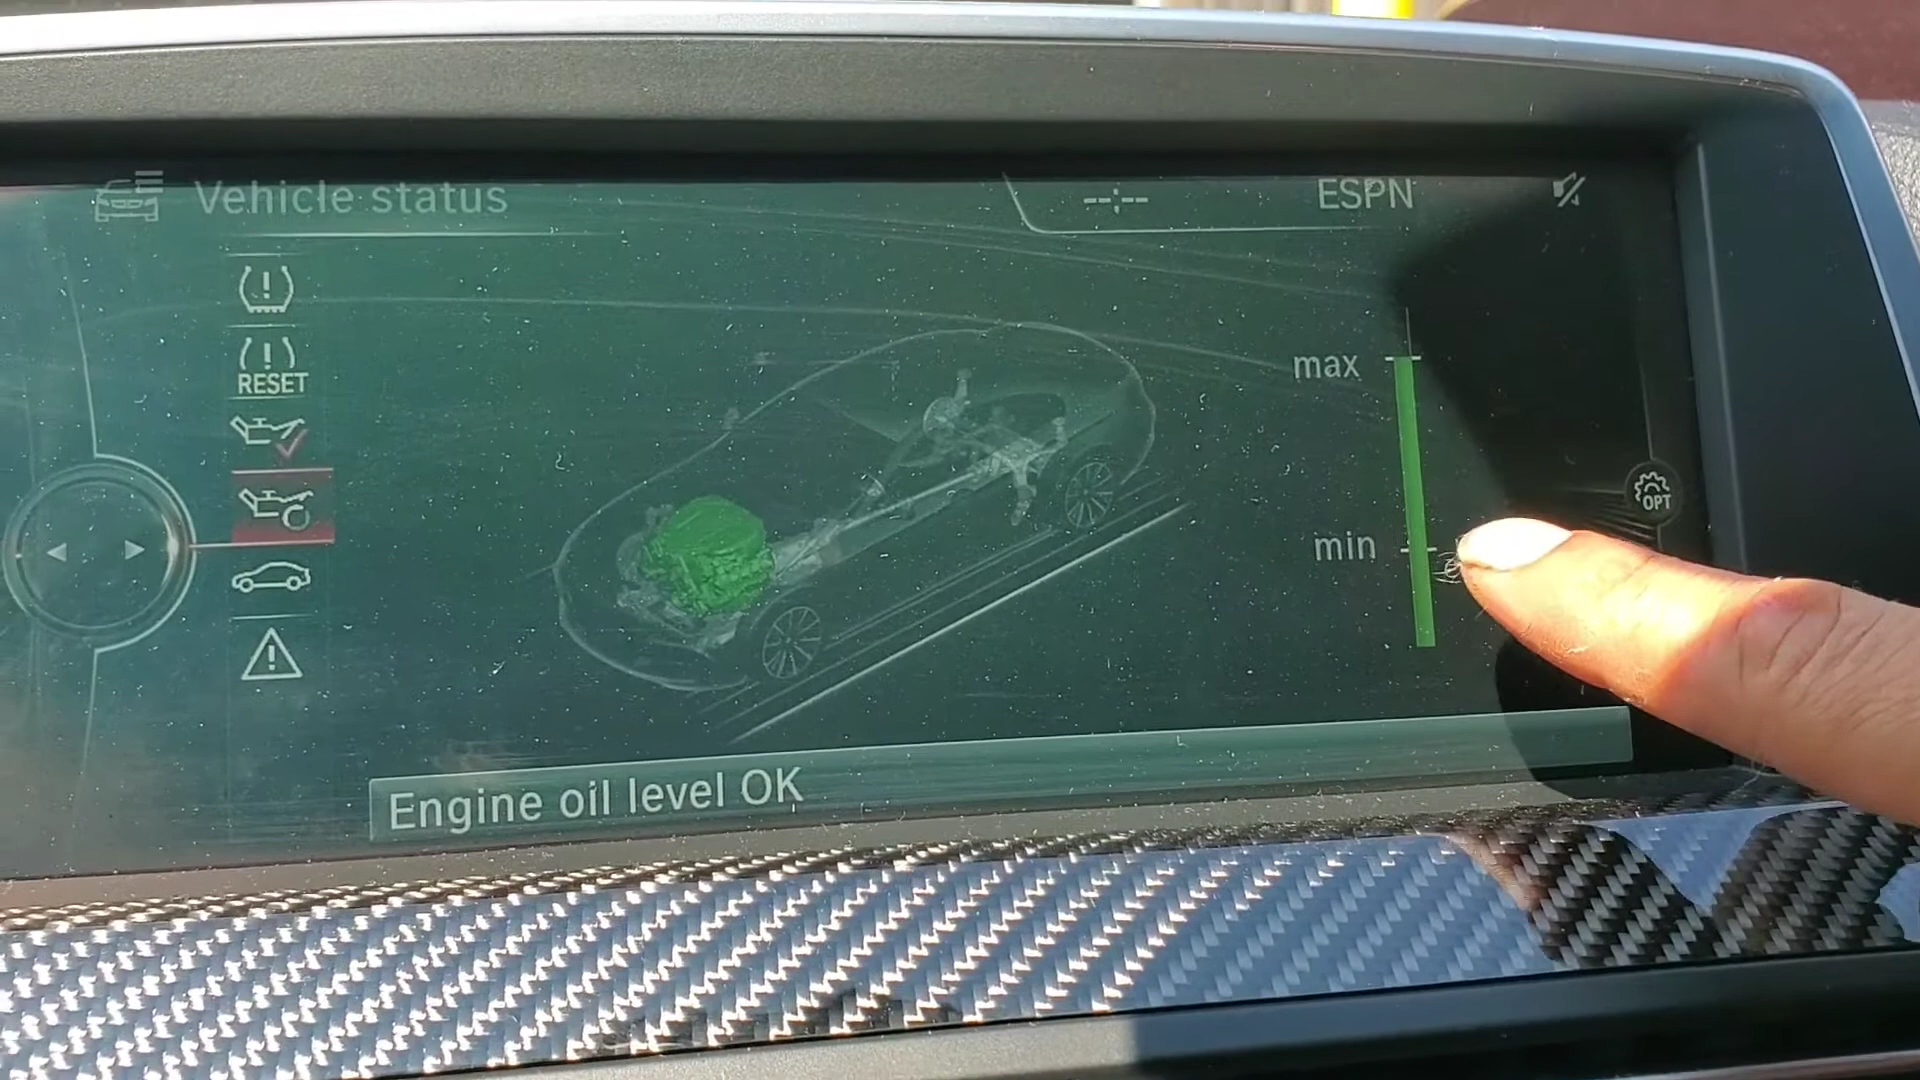 Vehicle status
--:--
ESPN
RESET
max
min
OPT
Engine oil level OK